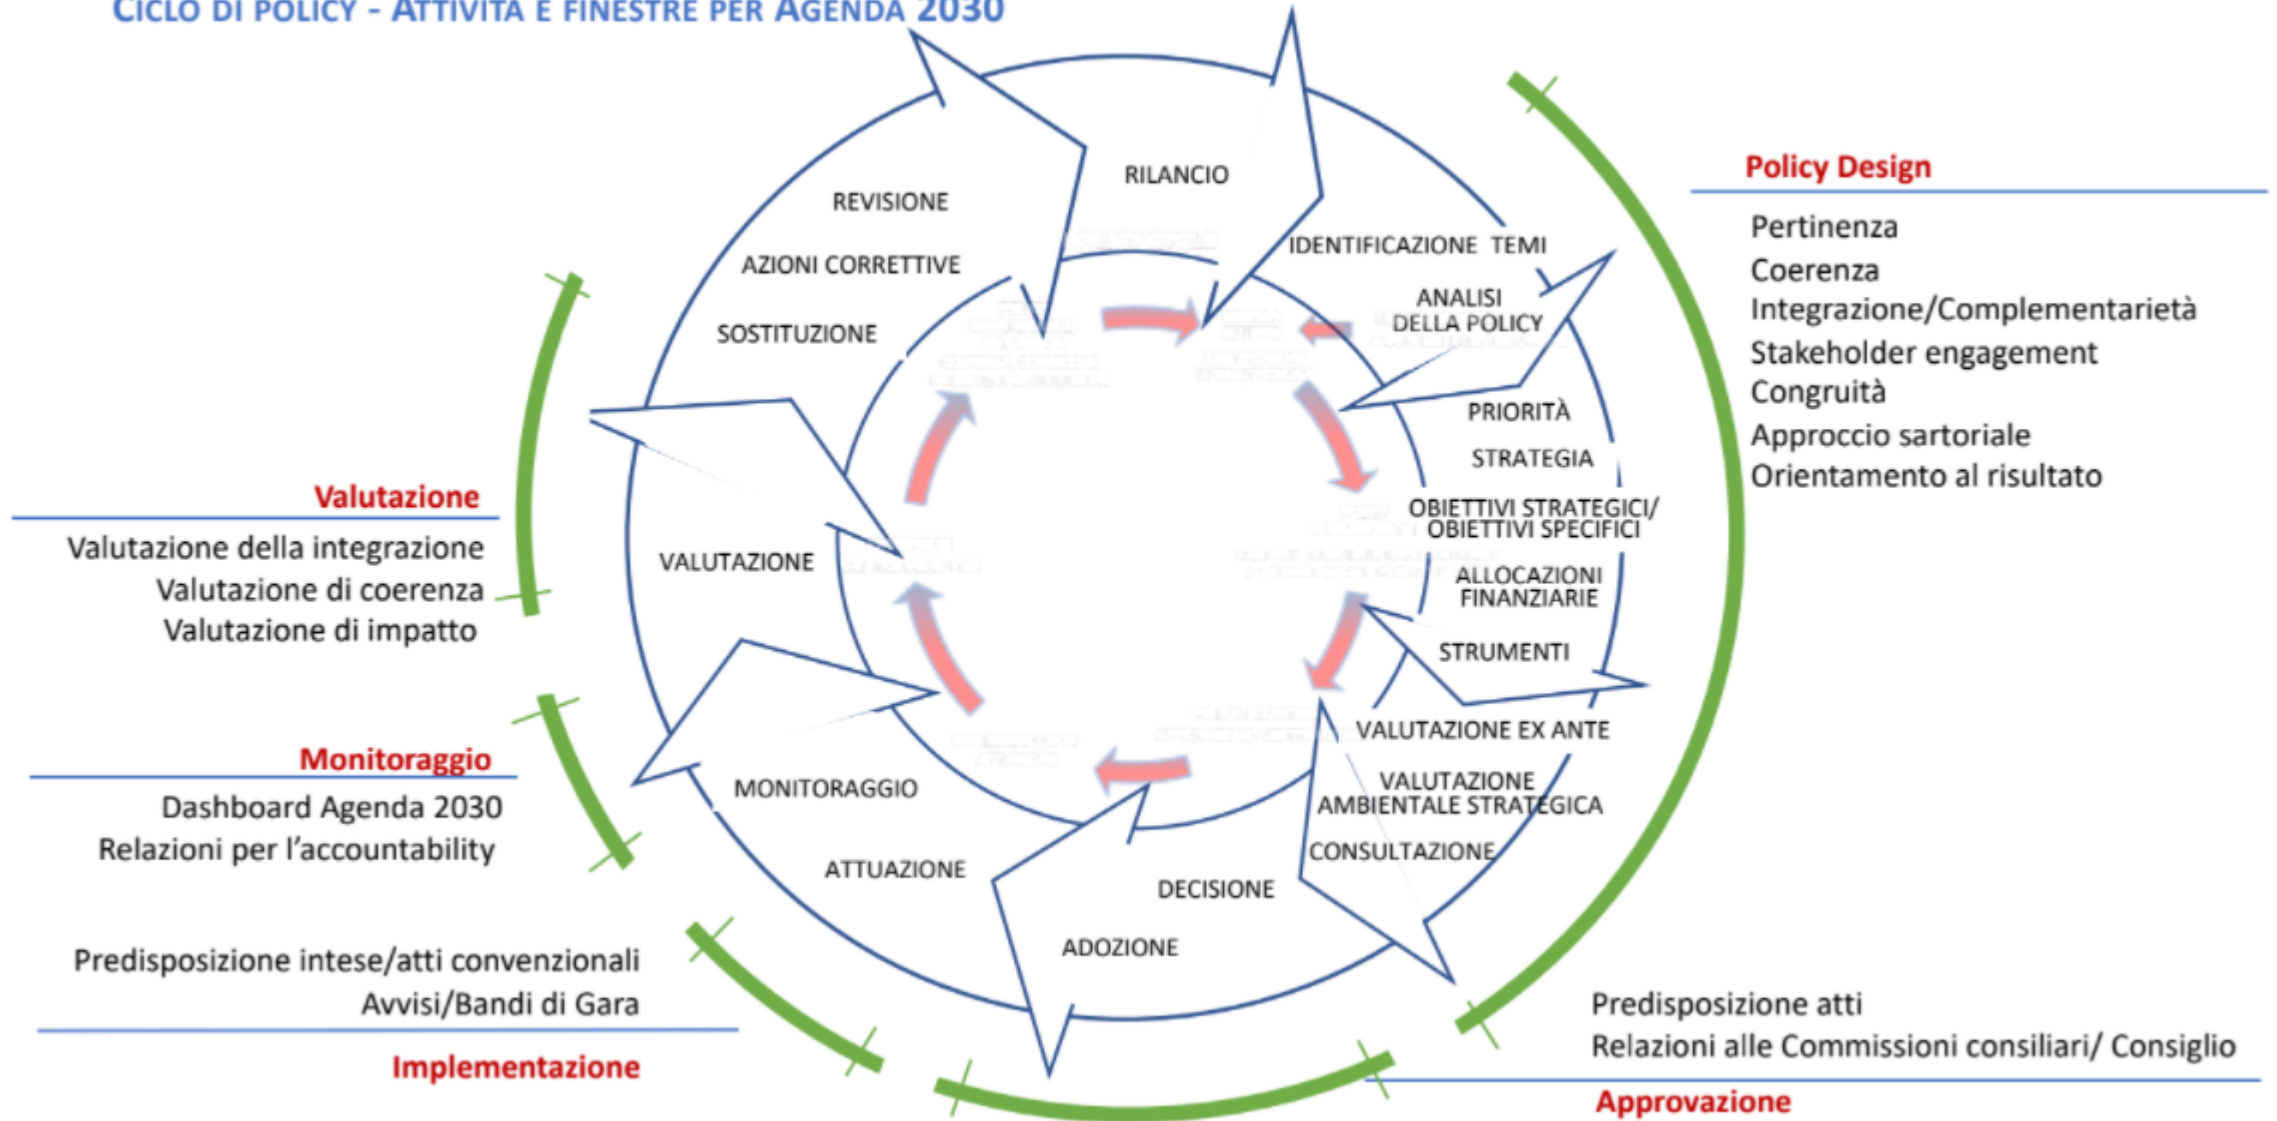 CICLO DI POLICY - ATTIVITÀ E FINESTRE PER AGENDA 2030
RILANCIO
REVISIONE
AZIONI CORRETTIVE
SOSTITUZIONE
IDENTIFICAZIONE TEMI
ANALISI
DELLA POLICY
PRIORITÀ
STRATEGIA
OBIETTIVI STRATEGICI/
OBIETTIVI SPECIFICI
ALLOCAZIONI
FINANZIARIE
STRUMENTI
VALUTAZIONE EX ANTE
VALUTAZIONE
AMBIENTALE STRATEGICA
CONSULTAZIONE
DECISIONE
ADOZIONE
ATTUAZIONE
MONITORAGGIO
VALUTAZIONE
Policy Design
Pertinenza
Coerenza
Integrazione/Complementarietà
Stakeholder engagement
Congruità
Approccio sartoriale
Orientamento al risultato
Predisposizione atti
Relazioni alle Commissioni consiliari/ Consiglio
Approvazione
Predisposizione intese/atti convenzionali
Avvisi/Bandi di Gara
Implementazione
Monitoraggio
Dashboard Agenda 2030
Relazioni per l'accountability
Valutazione
Valutazione della integrazione
Valutazione di coerenza
Valutazione di impatto